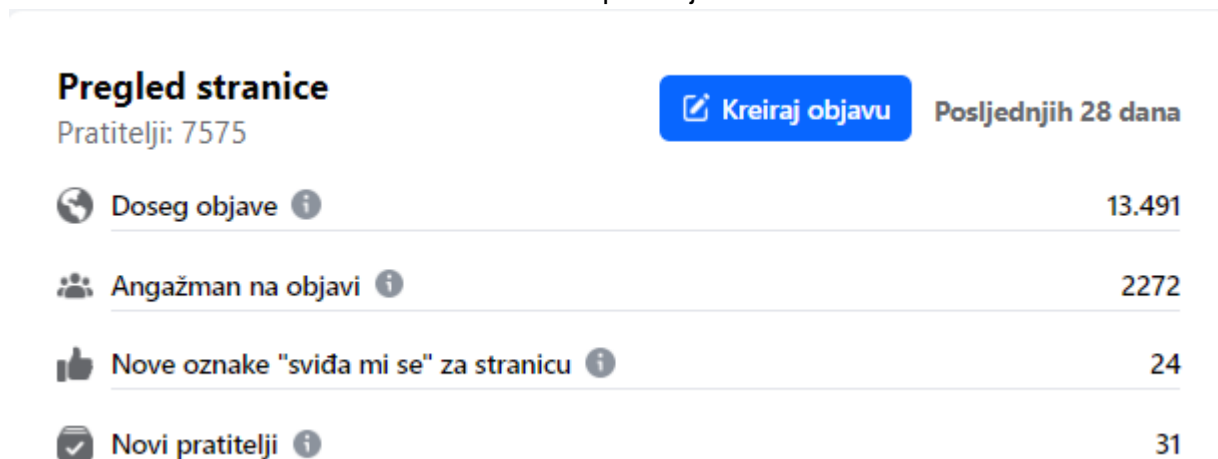 Pregled stranice
Pratitelji: 7575
Kreiraj objavu
Posljednjih 28 dana
Doseg objave 13.491
Angažman na objavi 2272
Nove oznake "sviđa mi se" za stranicu 24
Novi pratitelji 31